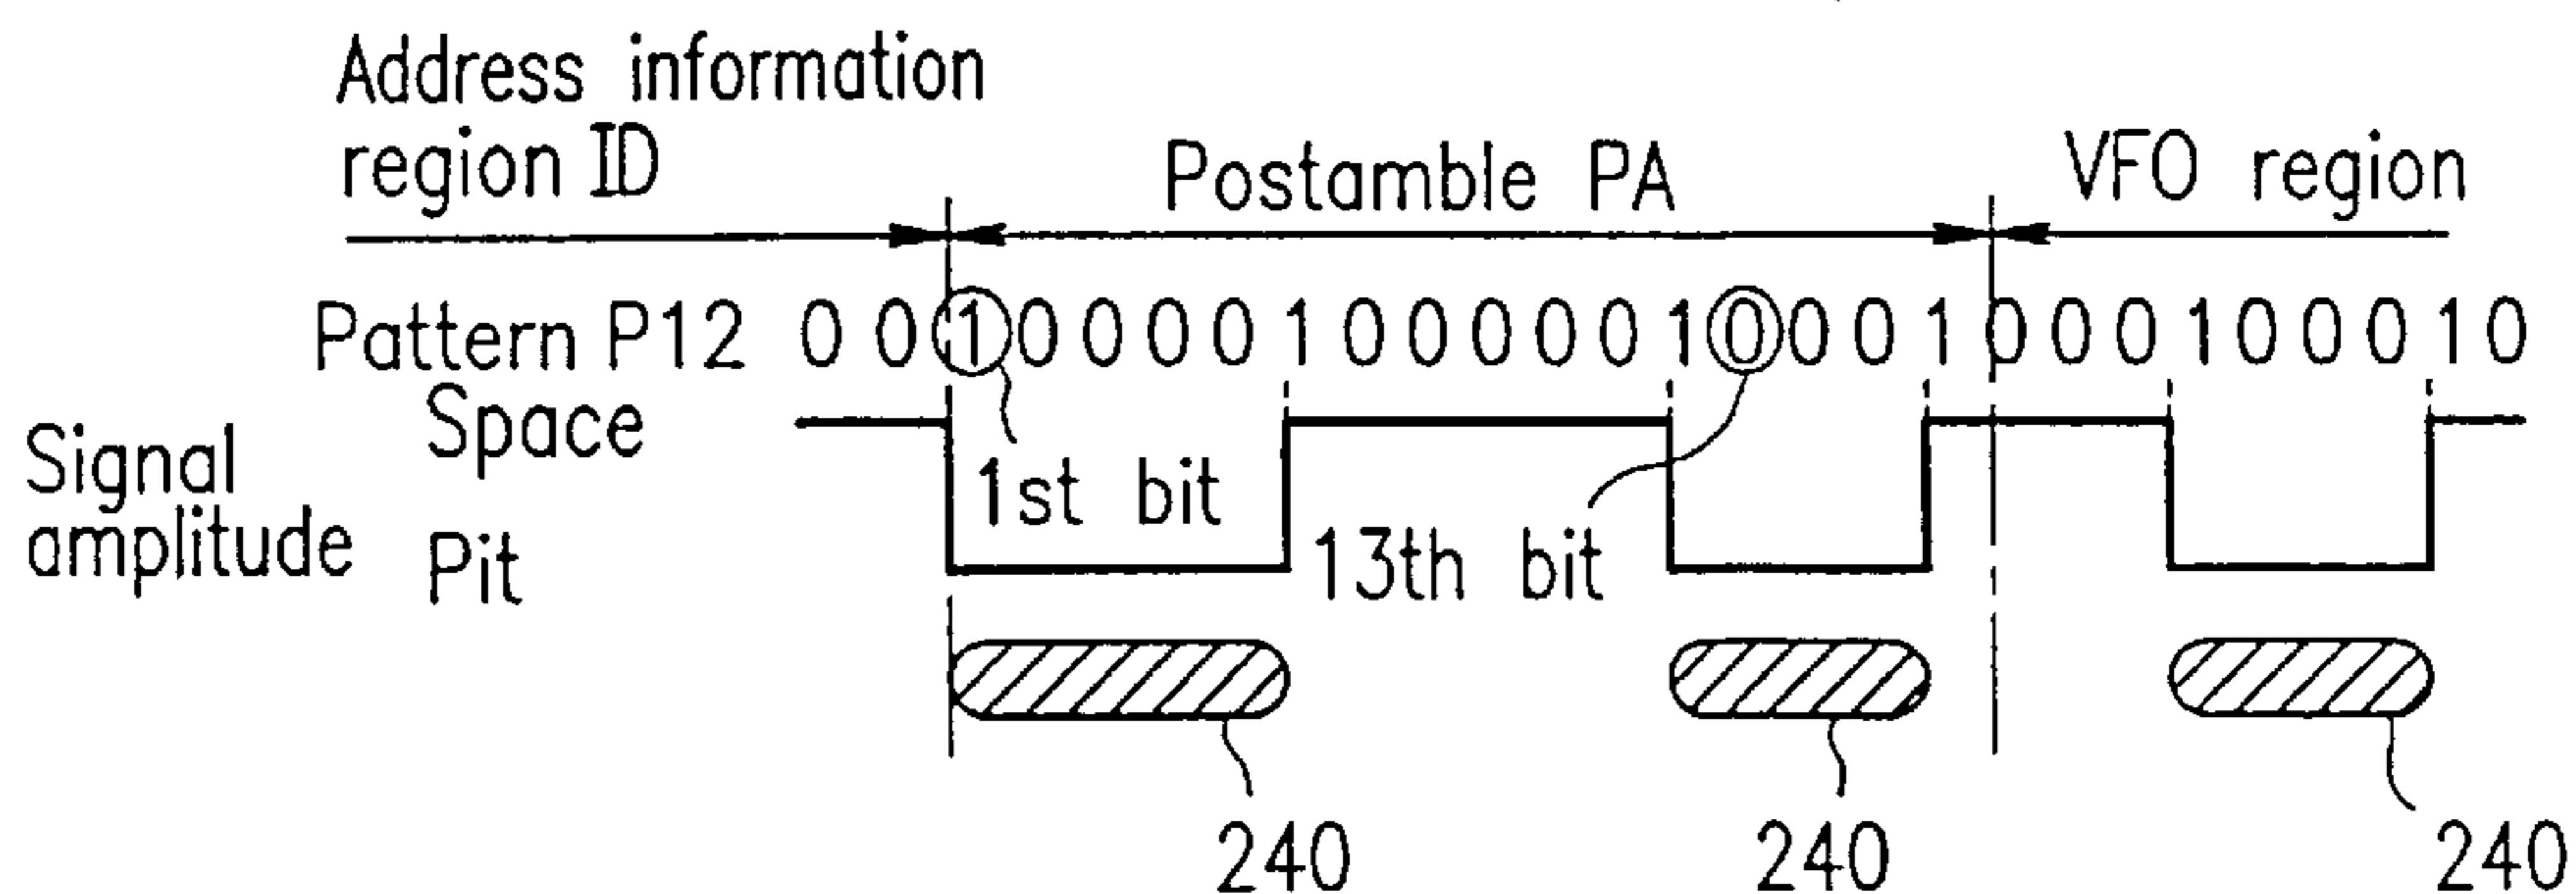 Address information
region ID
Postamble PA
VFO region
Pattern P12 0 0 1 0 0 0 0 1 0 0 0 0 0 1 0 0 0 1 0 0 0 1 0 0 0 1 0
Space
Signal
amplitude
1st bit
Pit
13th bit
240
240
240